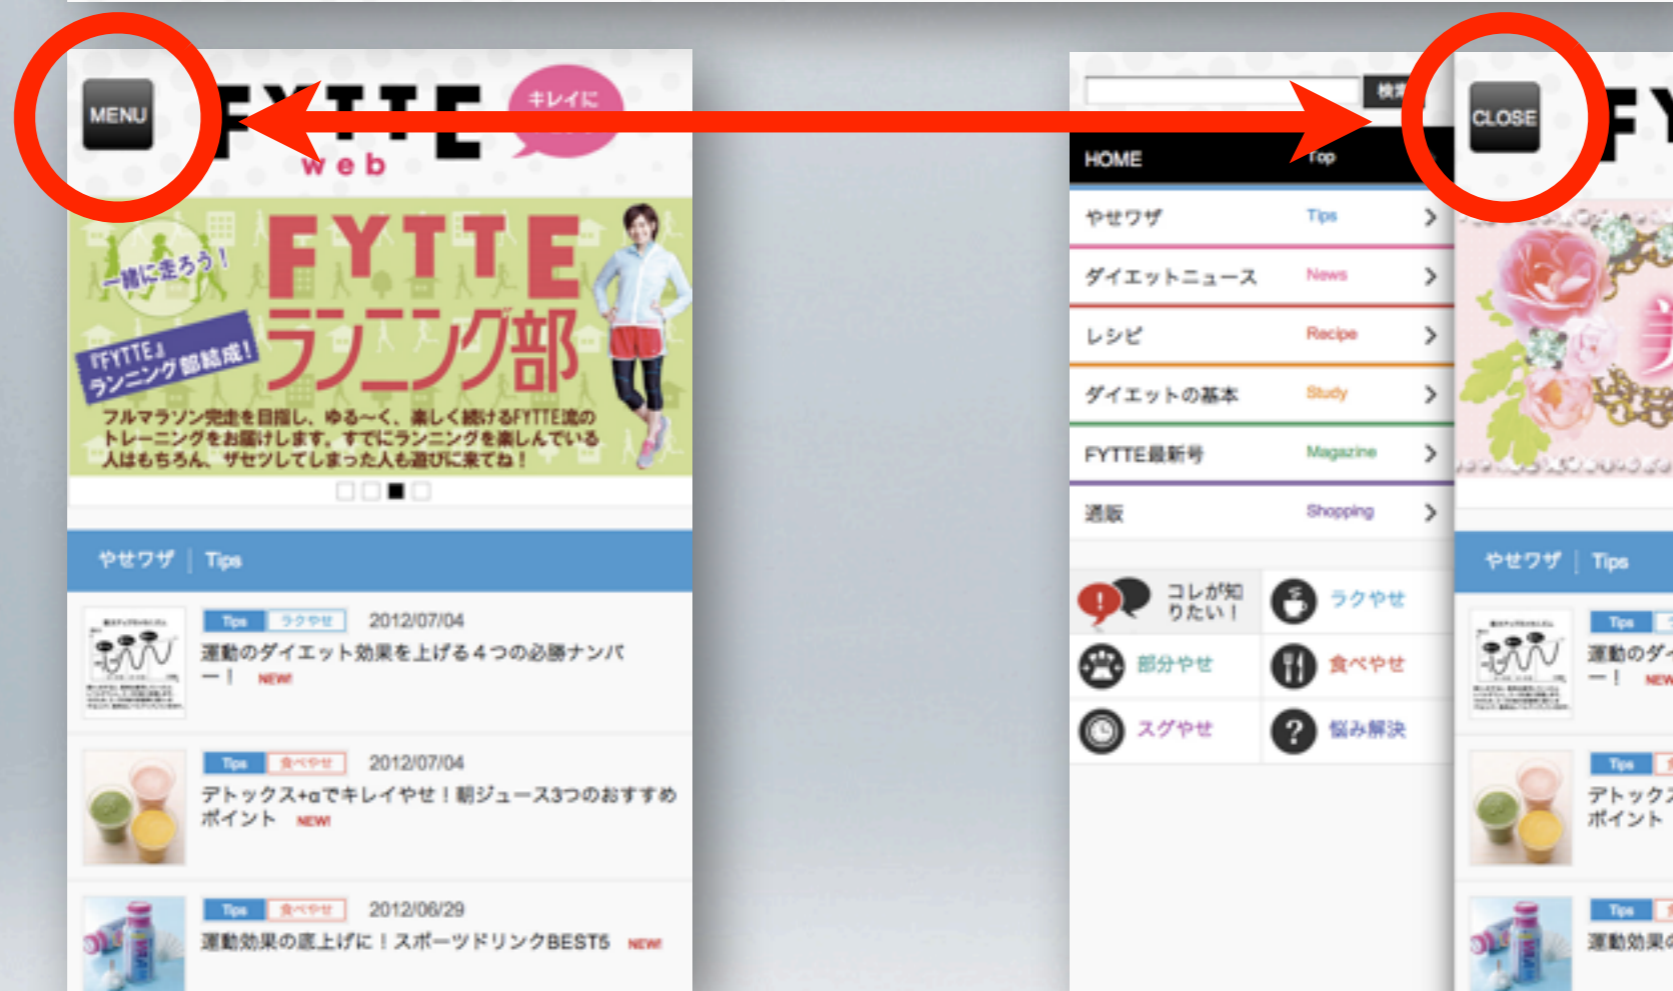 MENU
FYTTE
web
キレイに
一緒に走ろう！
FYTTE
ランニング部
『FYTTE』
ランニング部結成！
フルマラソン完走を目指し、ゆる〜く、楽しく続けるFYTTE流の
トレーニングをお届けします。すでにランニングを楽しんでいる
人はもちろん、ザセツしてしまった人も遊びに来てね！
やせワザ | Tips
Tips ラクやせ 2012/07/04
運動のダイエット効果を上げる４つの必勝ナンバ
ー！ NEW!
Tips 食べやせ 2012/07/04
デトックス+αでキレイやせ！朝ジュース3つのおすすめ
ポイント NEW!
Tips 食べやせ 2012/06/29
運動効果の底上げに！スポーツドリンクBEST5 NEW!
検索
HOME Top
やせワザ Tips
ダイエットニュース News
レシピ Recipe
ダイエットの基本 Study
FYTTE最新号 Magazine
通販 Shopping
コレが知
りたい！
ラクやせ
部分やせ
食べやせ
スグやせ
悩み解決
CLOSE
FY
やせワザ | Tips
Tips
運動のダイ
ー！ NEW
Tips
デトックス
ポイント
Tips
運動効果の